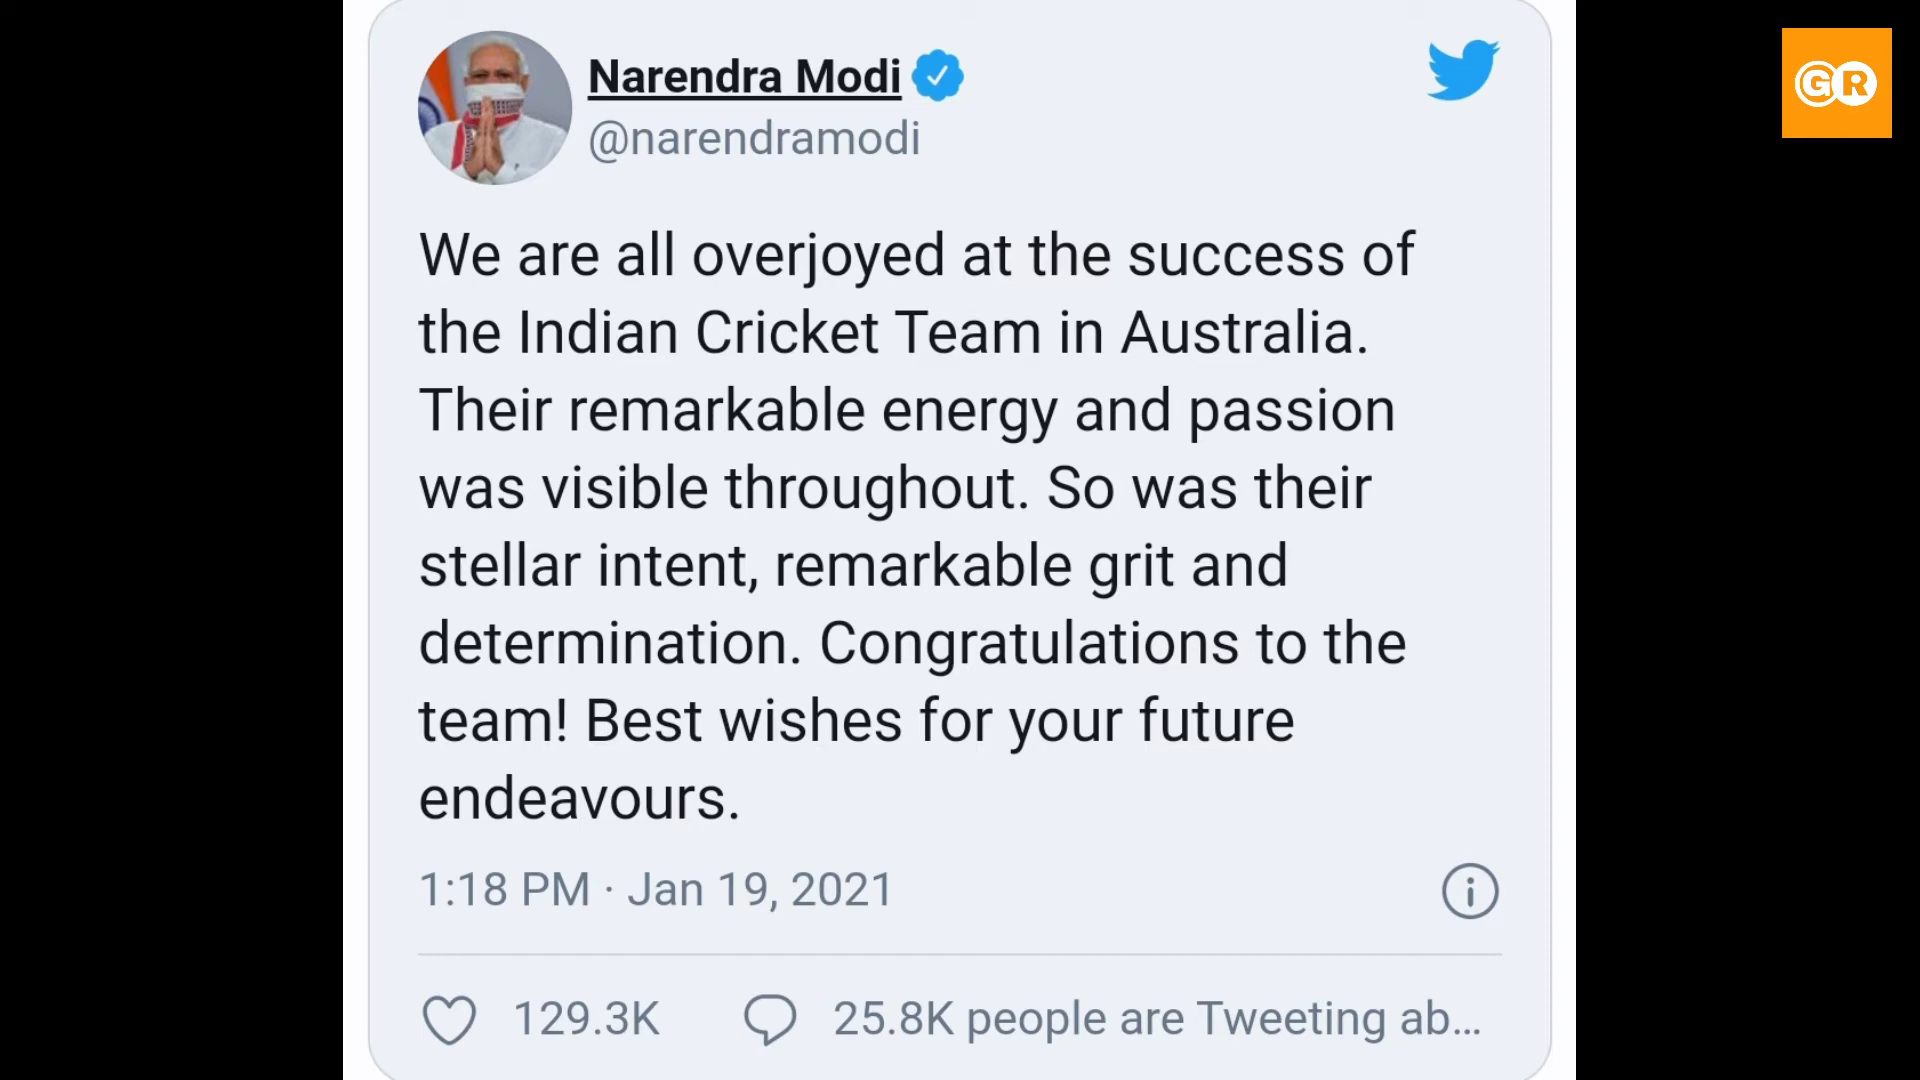 Narendra Modi
@narendramodi
GR
We are all overjoyed at the success of
the Indian Cricket Team in Australia.
Their remarkable energy and passion
was visible throughout. So was their
stellar intent, remarkable grit and
determination. Congratulations to the
team! Best wishes for your future
endeavours.
1:18 PM · Jan 19, 2021
129.3K
25.8K people are Tweeting ab...